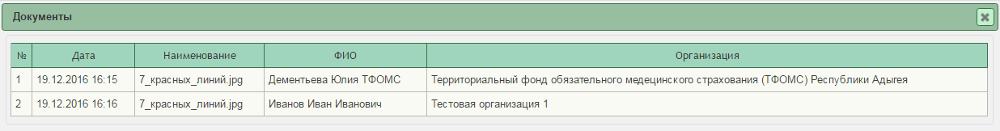 Документы
№ Дата Наименование ФИО Организация
1 19.12.2016 16:15 7_красных_линий.jpg Дементьева Юлия ТФОМС Территориальный фонд обязательного медецинского страхования (ТФОМС) Республики Адыгея
2 19.12.2016 16:16 7_красных_линий.jpg Иванов Иван Иванович Тестовая организация 1